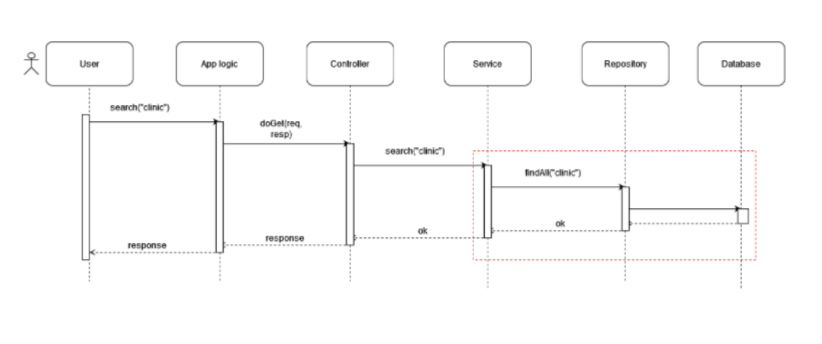 User
App logic
Controller
Service
Repository
Database
search("clinic")
doGet(req,
resp)
search("clinic")
findAll("clinic")
ok
ok
response
response